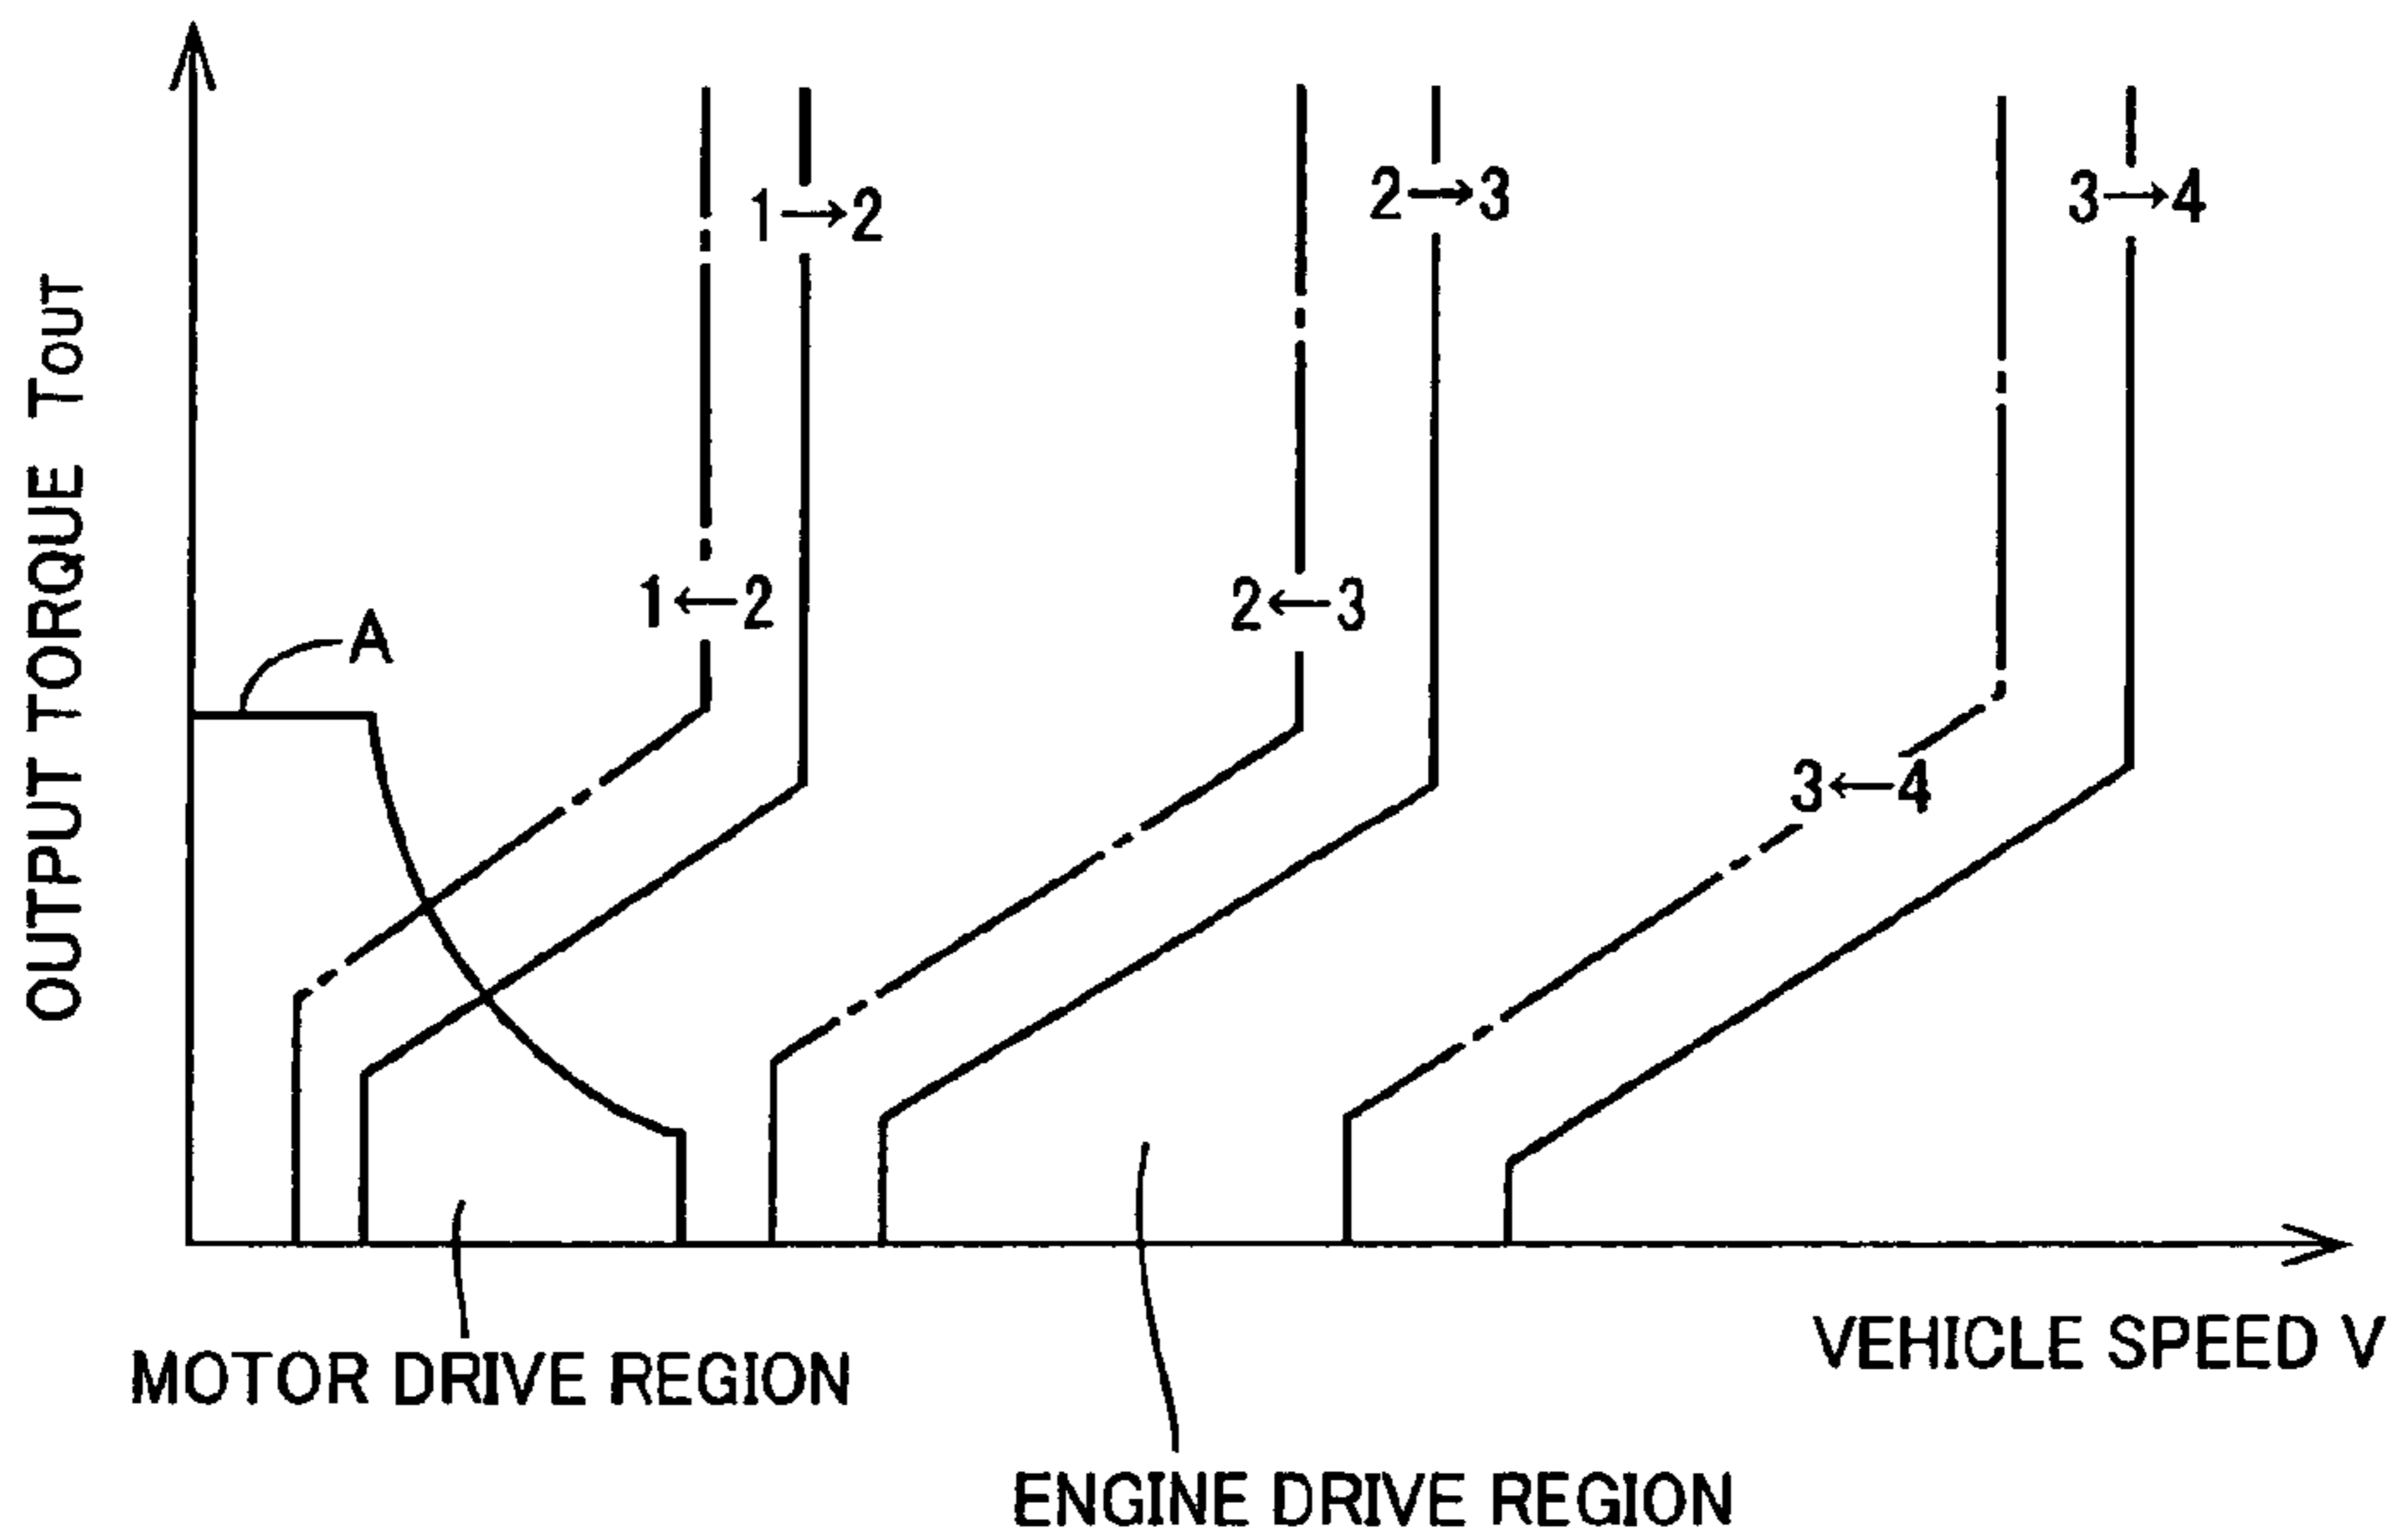 OUTPUT TORQUE TOUT
1→2
2→3
3→4
1←2
2←3
A
3←4
VEHICLE SPEED V
MOTOR DRIVE REGION
ENGINE DRIVE REGION